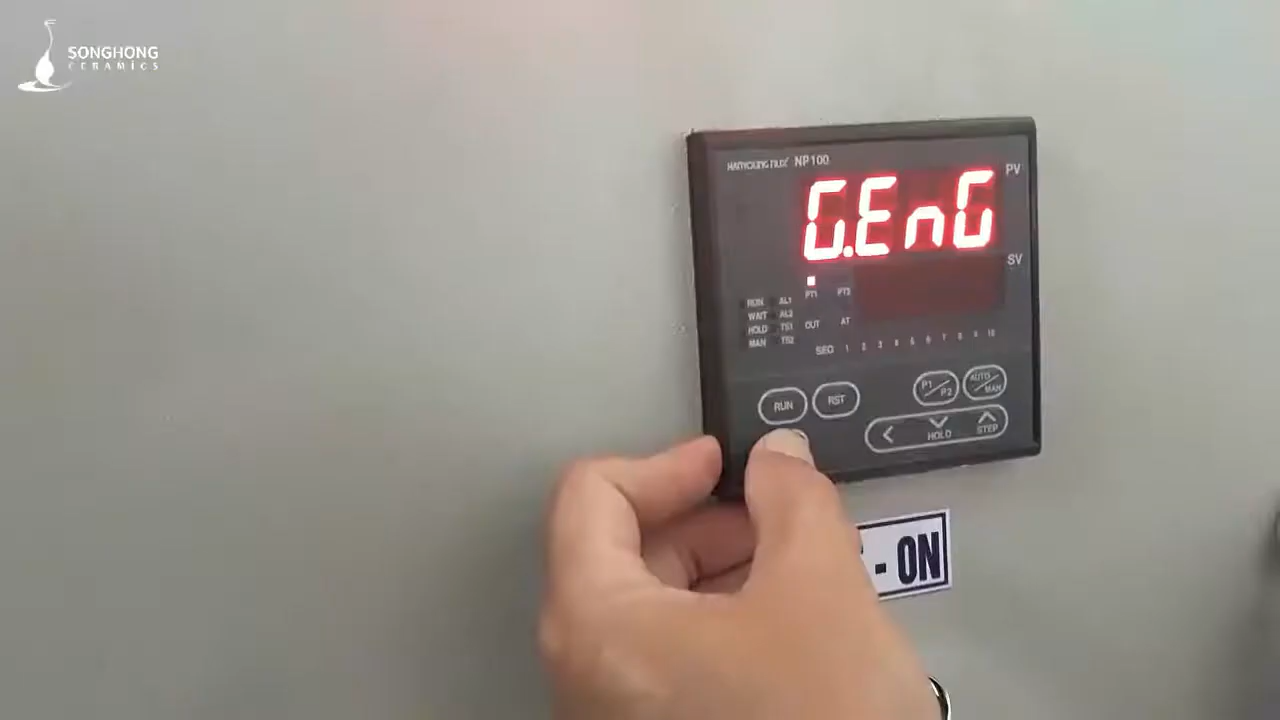 SONGHONG
CERAMICS
HANYOUNG NUX NP100
PV
G.EnG
SV
PT1 PT2
RUN AL1
WAIT AL2
HOLD TS1
MAN TS2
OUT AT
SEG 1 2 3 4 5 6 7 8 9 10
RUN RST P1/P2 AUTO/MAN
HOLD STEP
- ON